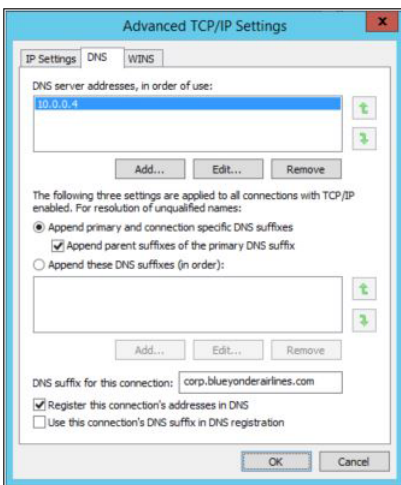 Advanced TCP/IP Settings
x
IP Settings DNS WINS
DNS server addresses, in order of use:
10.0.0.4
Add... Edit... Remove
The following three settings are applied to all connections with TCP/IP
enabled. For resolution of unqualified names:
Append primary and connection specific DNS suffixes
Append parent suffixes of the primary DNS suffix
Append these DNS suffixes (in order):
Add... Edit... Remove
DNS suffix for this connection: corp.blueyonderairlines.com
Register this connection's addresses in DNS
Use this connection's DNS suffix in DNS registration
OK Cancel